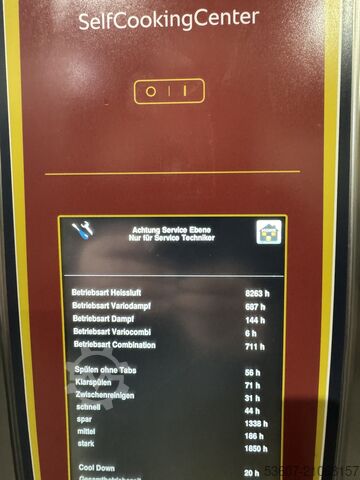 SelfCookingCenter
Achtung Service Ebene
Nur für Service Techniker
Betriebsart Heissluft 8263 h
Betriebsart Variodampf 687 h
Betriebsart Dampf 144 h
Betriebsart Variocombi 6 h
Betriebsart Combination 711 h
Spülen ohne Tabs 56 h
Klarspülen 71 h
Zwischenreinigen 31 h
schnell 44 h
spar 1338 h
mittel 166 h
stark 1850 h
Cool Down 20 h